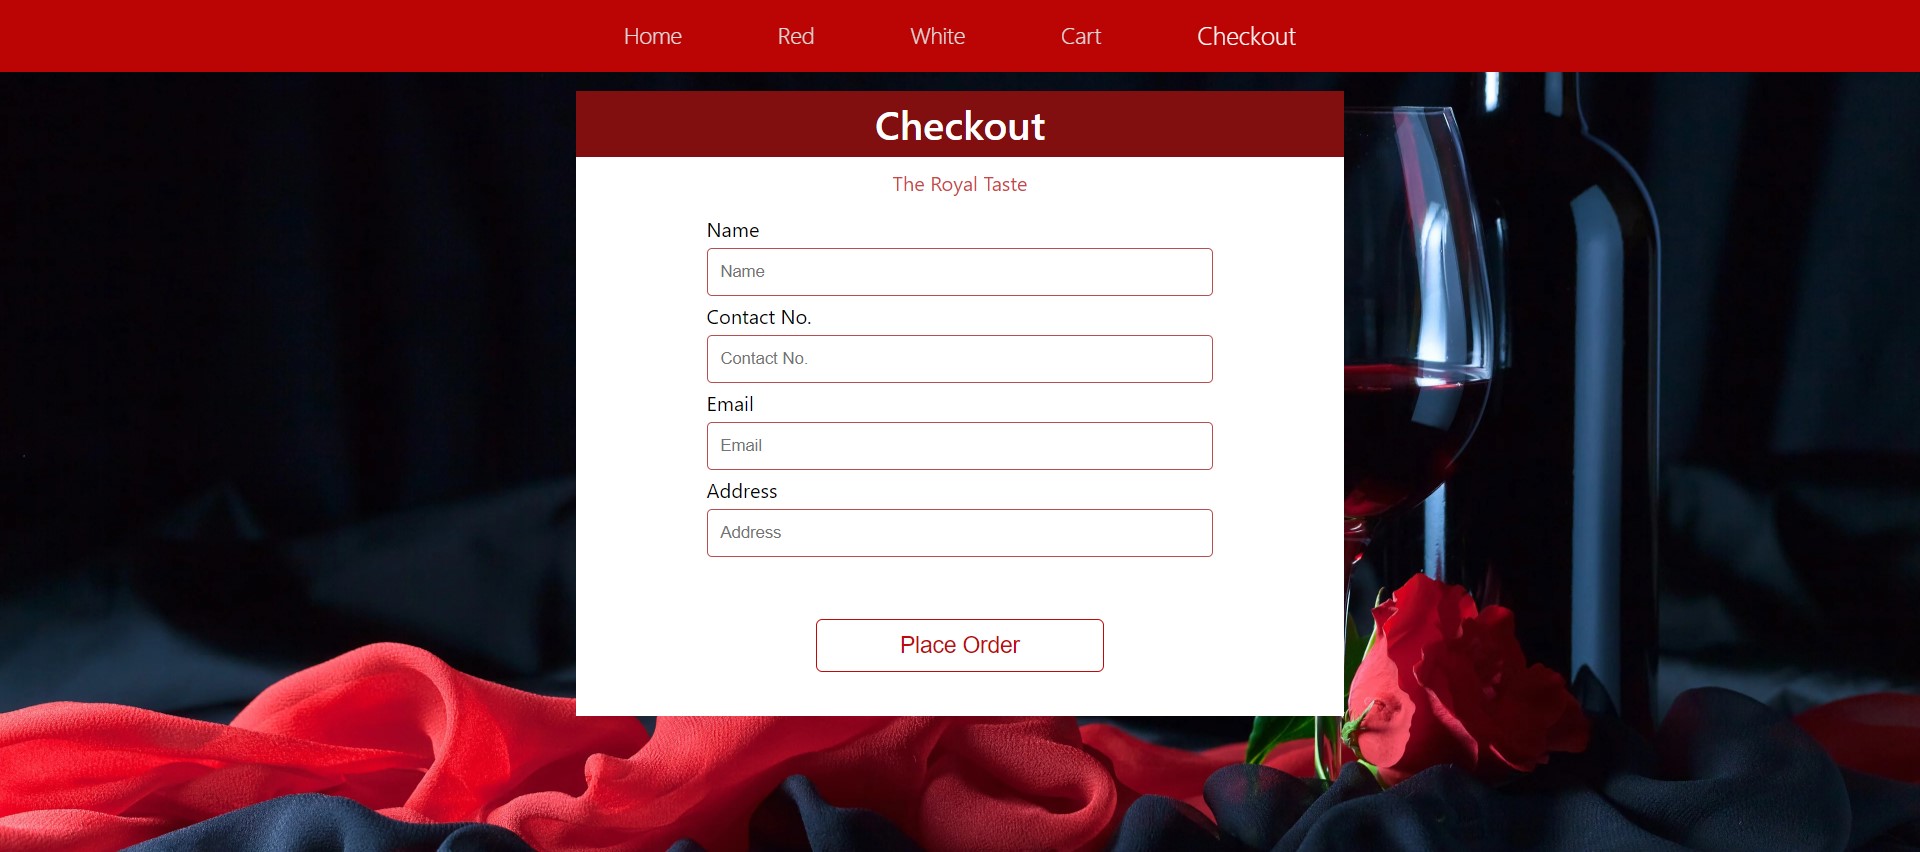 Home Red White Cart Checkout
Checkout
The Royal Taste
Name
Name
Contact No.
Contact No.
Email
Email
Address
Address
Place Order